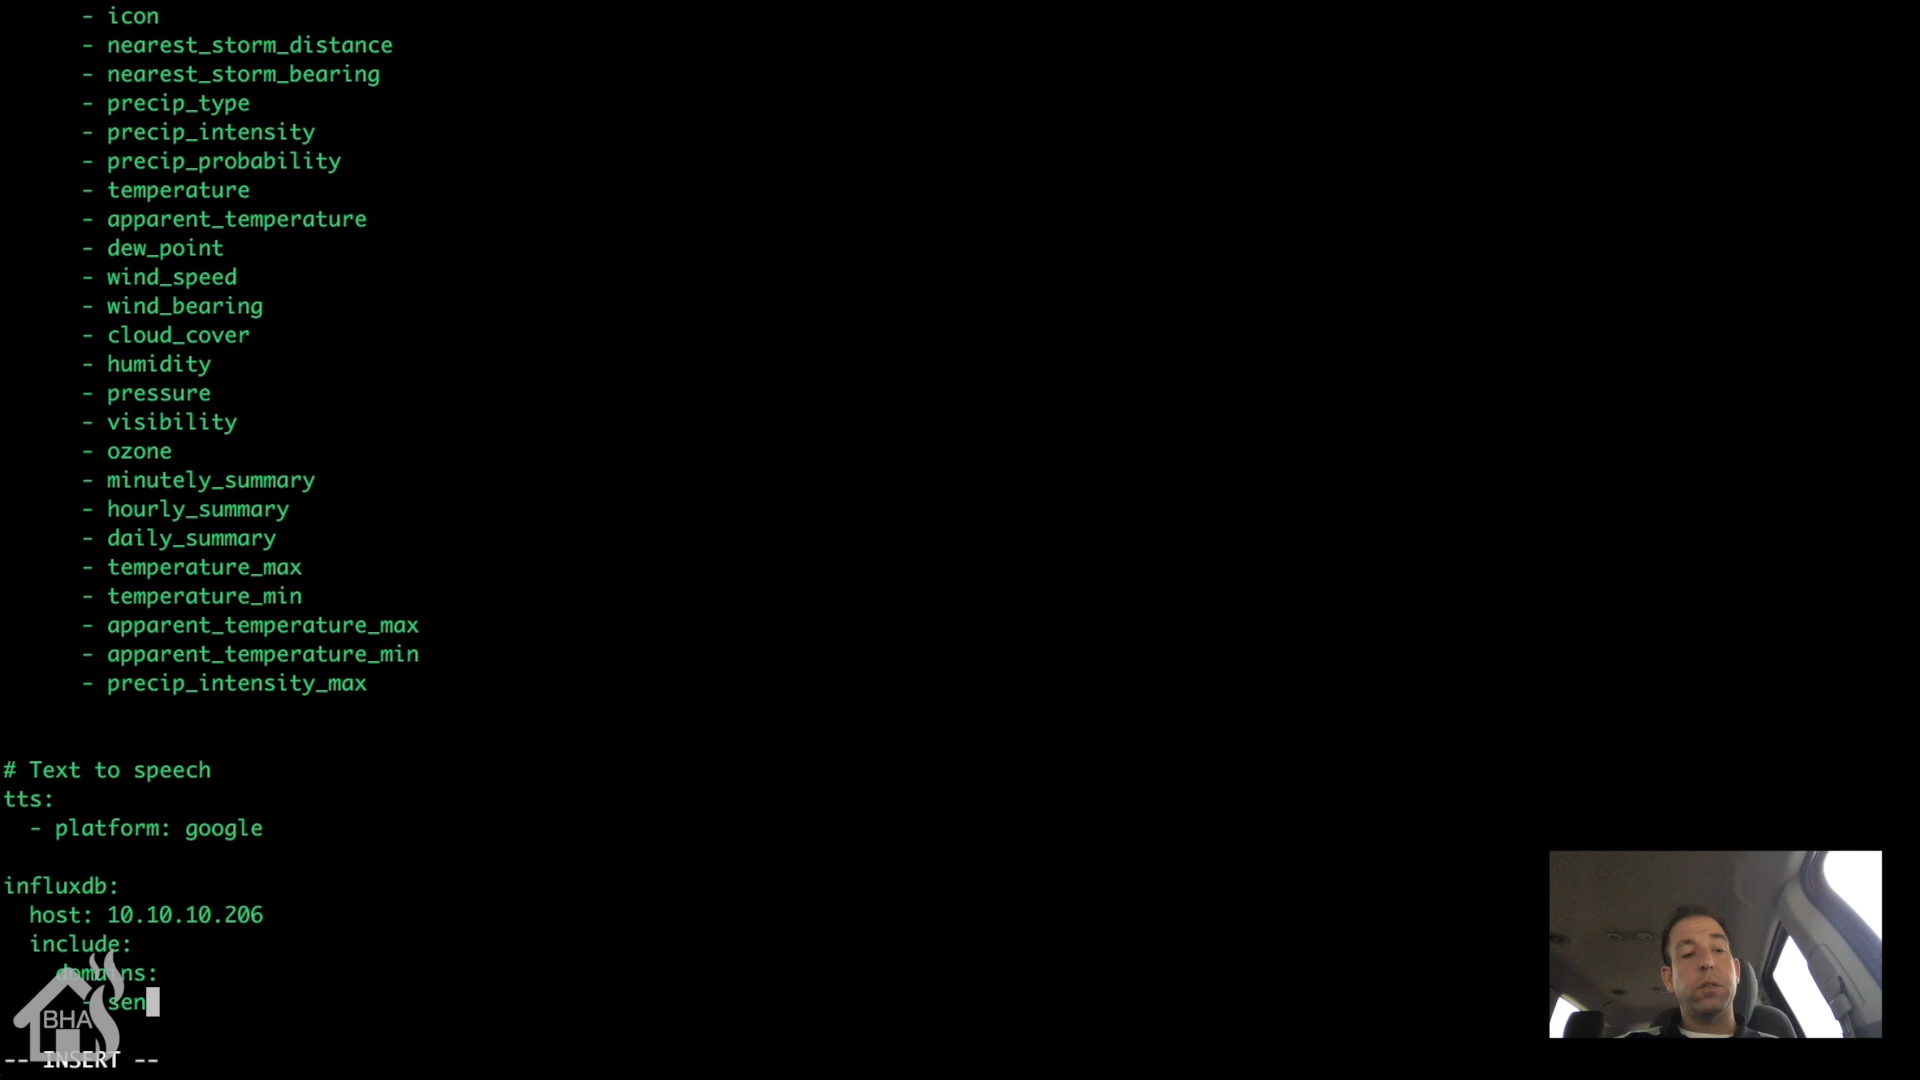 - icon
- nearest_storm_distance
- nearest_storm_bearing
- precip_type
- precip_intensity
- precip_probability
- temperature
- apparent_temperature
- dew_point
- wind_speed
- wind_bearing
- cloud_cover
- humidity
- pressure
- visibility
- ozone
- minutely_summary
- hourly_summary
- daily_summary
- temperature_max
- temperature_min
- apparent_temperature_max
- apparent_temperature_min
- precip_intensity_max
# Text to speech
tts:
- platform: google
influxdb:
host: 10.10.10.206
include:
domains:
- sen
BHA
-- INSERT --